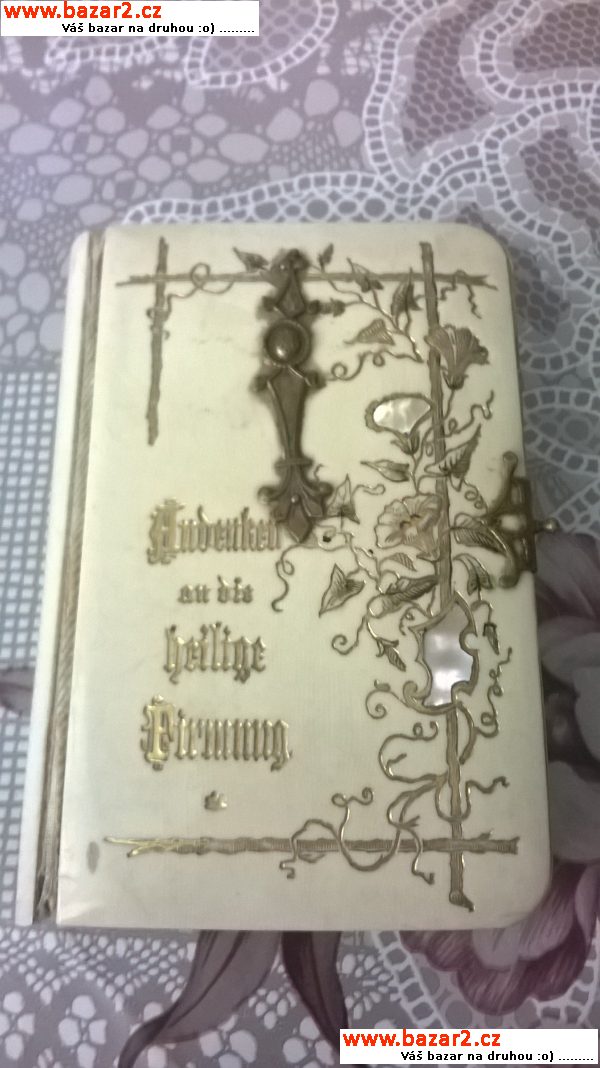 www.bazar2.cz
Váš bazar na druhou :o) .........
Andenken
an die
heilige
Firmung
www.bazar2.cz
Váš bazar na druhou :o) .........